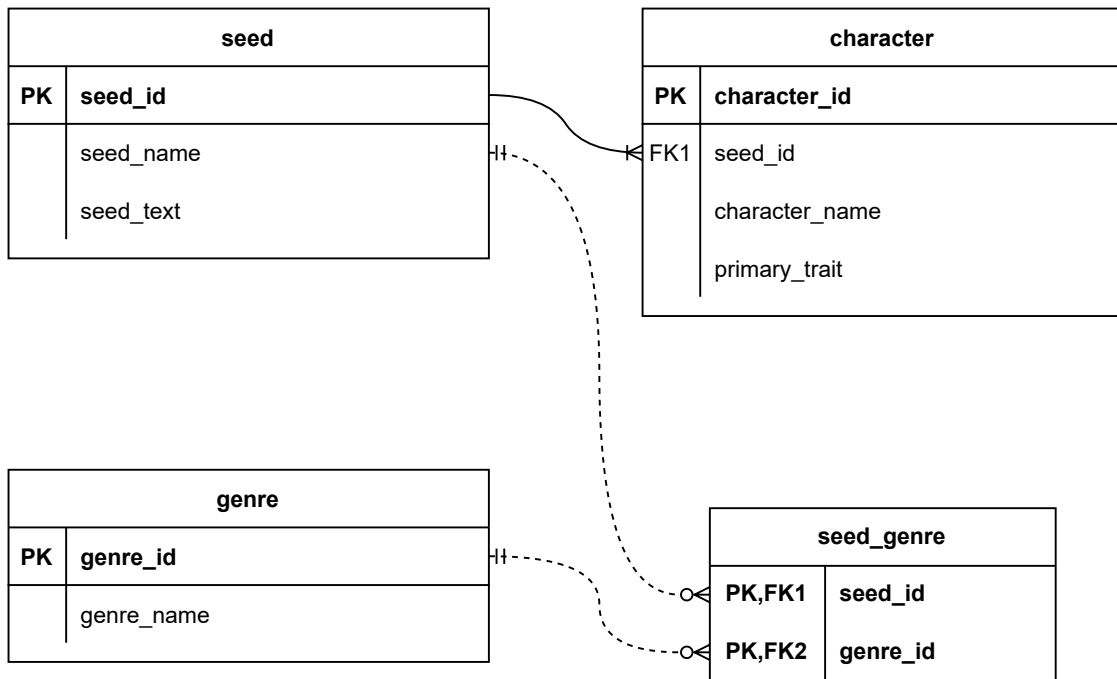 seed
PK seed_id
seed_name
seed_text
character
PK character_id
FK1 seed_id
character_name
primary_trait
genre
PK genre_id
genre_name
seed_genre
PK,FK1 seed_id
PK,FK2 genre_id